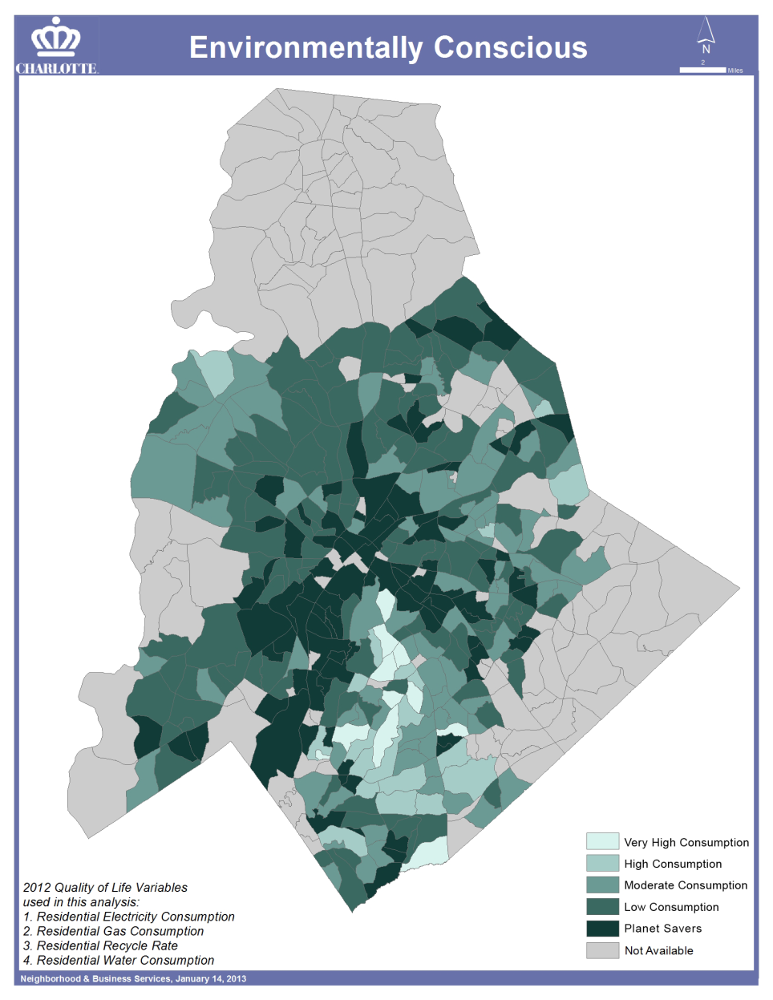 CHARLOTTE
Environmentally Conscious
N
2
Miles
Very High Consumption
High Consumption
Moderate Consumption
Low Consumption
Planet Savers
Not Available
2012 Quality of Life Variables
used in this analysis:
1. Residential Electricity Consumption
2. Residential Gas Consumption
3. Residential Recycle Rate
4. Residential Water Consumption
Neighborhood & Business Services, January 14, 2013